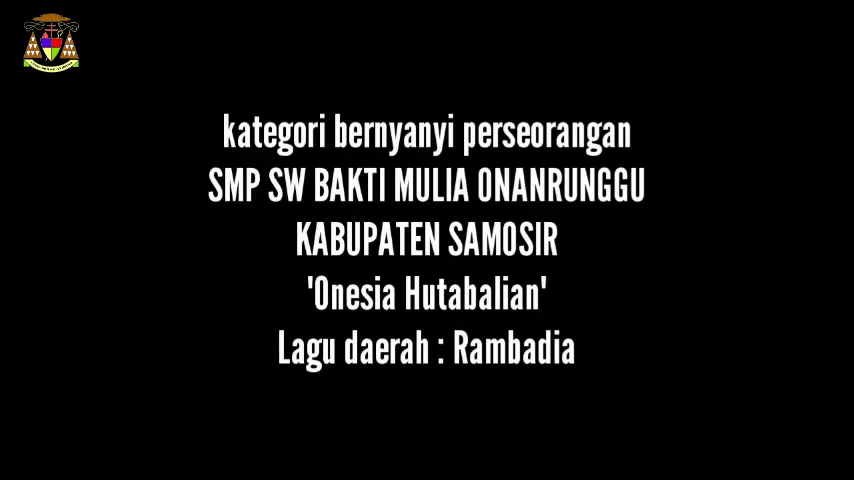 kategori bernyanyi perseorangan
SMP SW BAKTI MULIA ONANRUNGGU
KABUPATEN SAMOSIR
'Onesia Hutabalian'
Lagu daerah : Rambadia